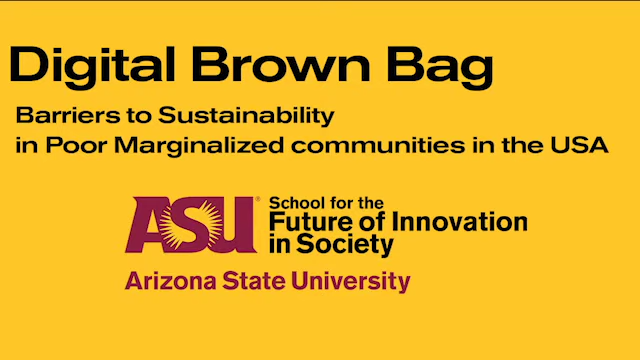 Digital Brown Bag
Barriers to Sustainability
in Poor Marginalized communities in the USA
ASU® School for the
Future of Innovation
in Society
Arizona State University